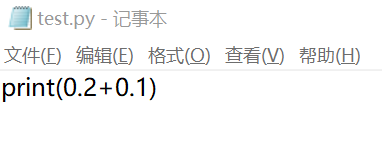 test.py - 记事本
文件(F) 编辑(E) 格式(O) 查看(V) 帮助(H)
print(0.2+0.1)